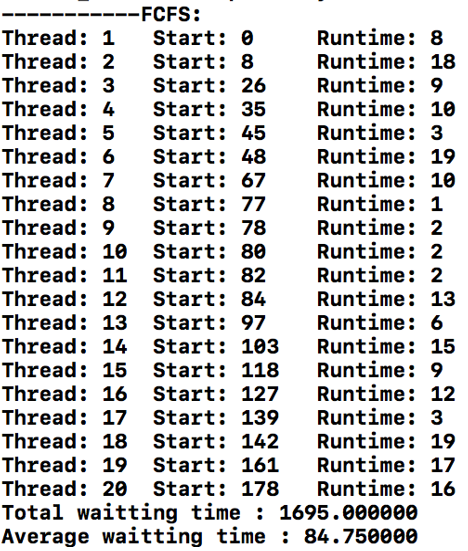 -----------FCFS:
Thread: 1 Start: 0 Runtime: 8
Thread: 2 Start: 8 Runtime: 18
Thread: 3 Start: 26 Runtime: 9
Thread: 4 Start: 35 Runtime: 10
Thread: 5 Start: 45 Runtime: 3
Thread: 6 Start: 48 Runtime: 19
Thread: 7 Start: 67 Runtime: 10
Thread: 8 Start: 77 Runtime: 1
Thread: 9 Start: 78 Runtime: 2
Thread: 10 Start: 80 Runtime: 2
Thread: 11 Start: 82 Runtime: 2
Thread: 12 Start: 84 Runtime: 13
Thread: 13 Start: 97 Runtime: 6
Thread: 14 Start: 103 Runtime: 15
Thread: 15 Start: 118 Runtime: 9
Thread: 16 Start: 127 Runtime: 12
Thread: 17 Start: 139 Runtime: 3
Thread: 18 Start: 142 Runtime: 19
Thread: 19 Start: 161 Runtime: 17
Thread: 20 Start: 178 Runtime: 16
Total waitting time : 1695.000000
Average waitting time : 84.750000